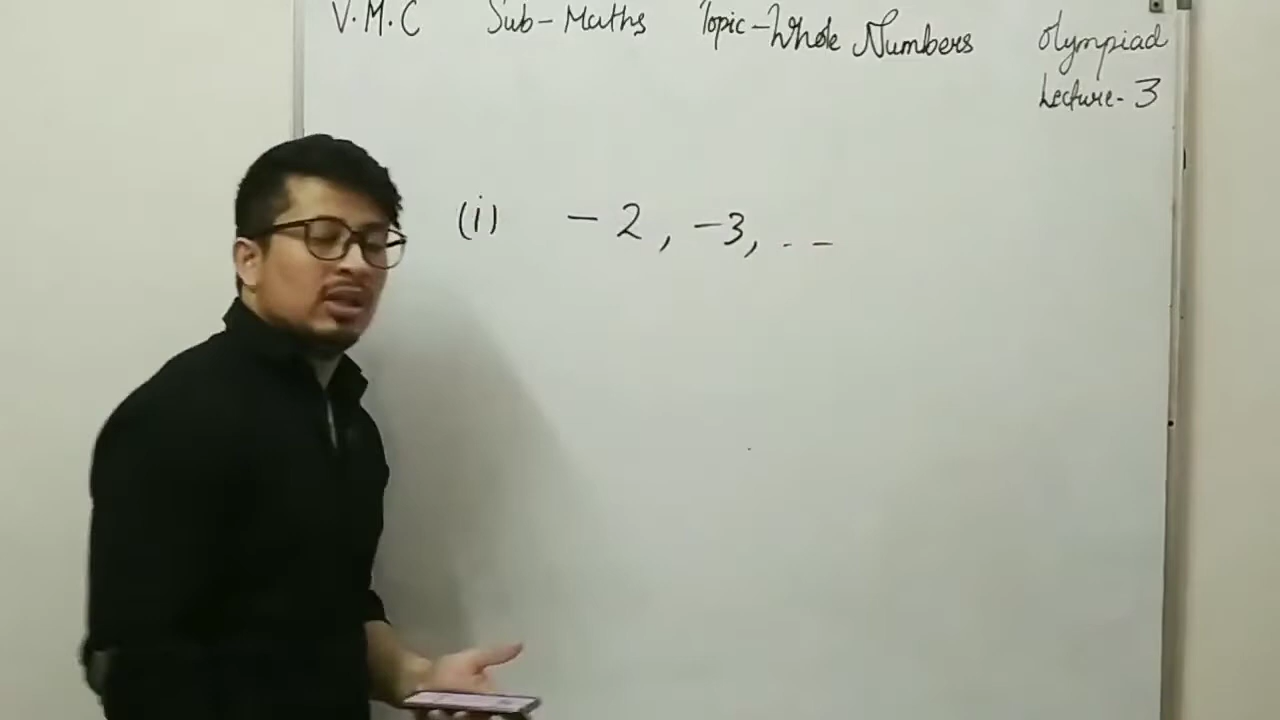 V.M.C Sub-Maths Topic-Whole Numbers Olympiad
Lecture-3
(i) -2, -3, . . –